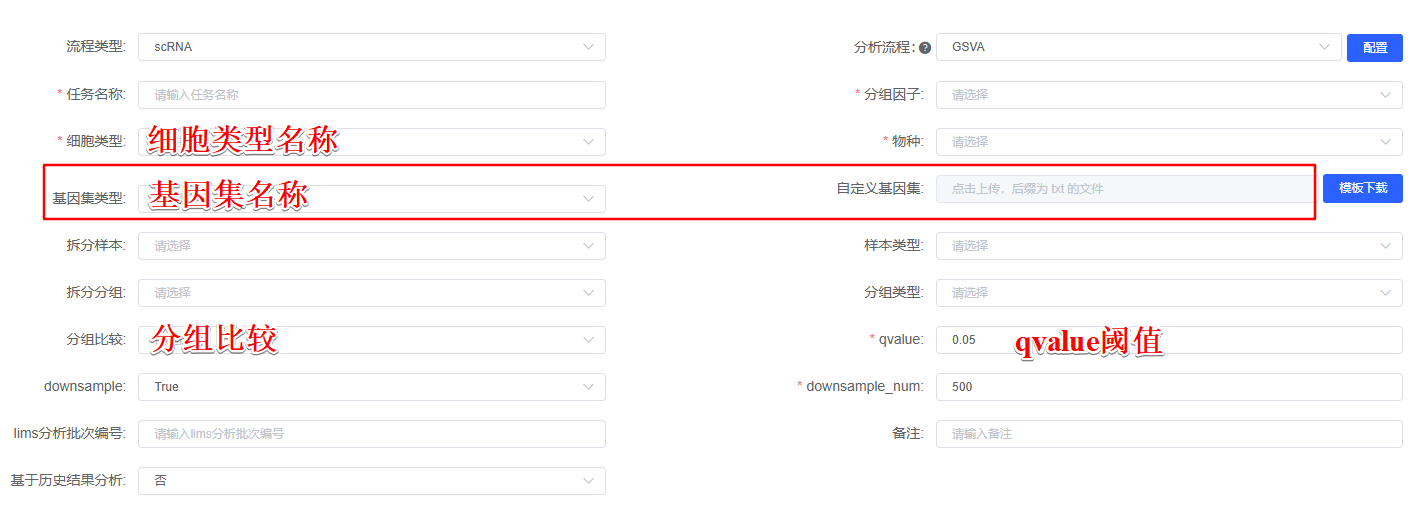 流程类型: scRNA 分析流程: ? GSVA 配置
* 任务名称: 请输入任务名称 * 分组因子: 请选择
* 细胞类型: 细胞类型名称 * 物种: 请选择
基因集类型: 基因集名称 自定义基因集: 点击上传，后缀为 txt 的文件 模板下载
拆分样本: 请选择 样本类型: 请选择
拆分分组: 请选择 分组类型: 请选择
分组比较: 分组比较 * qvalue: 0.05 qvalue阈值
downsample: True * downsample_num: 500
lims分析批次编号: 请输入lims分析批次编号 备注: 请输入备注
基于历史结果分析: 否